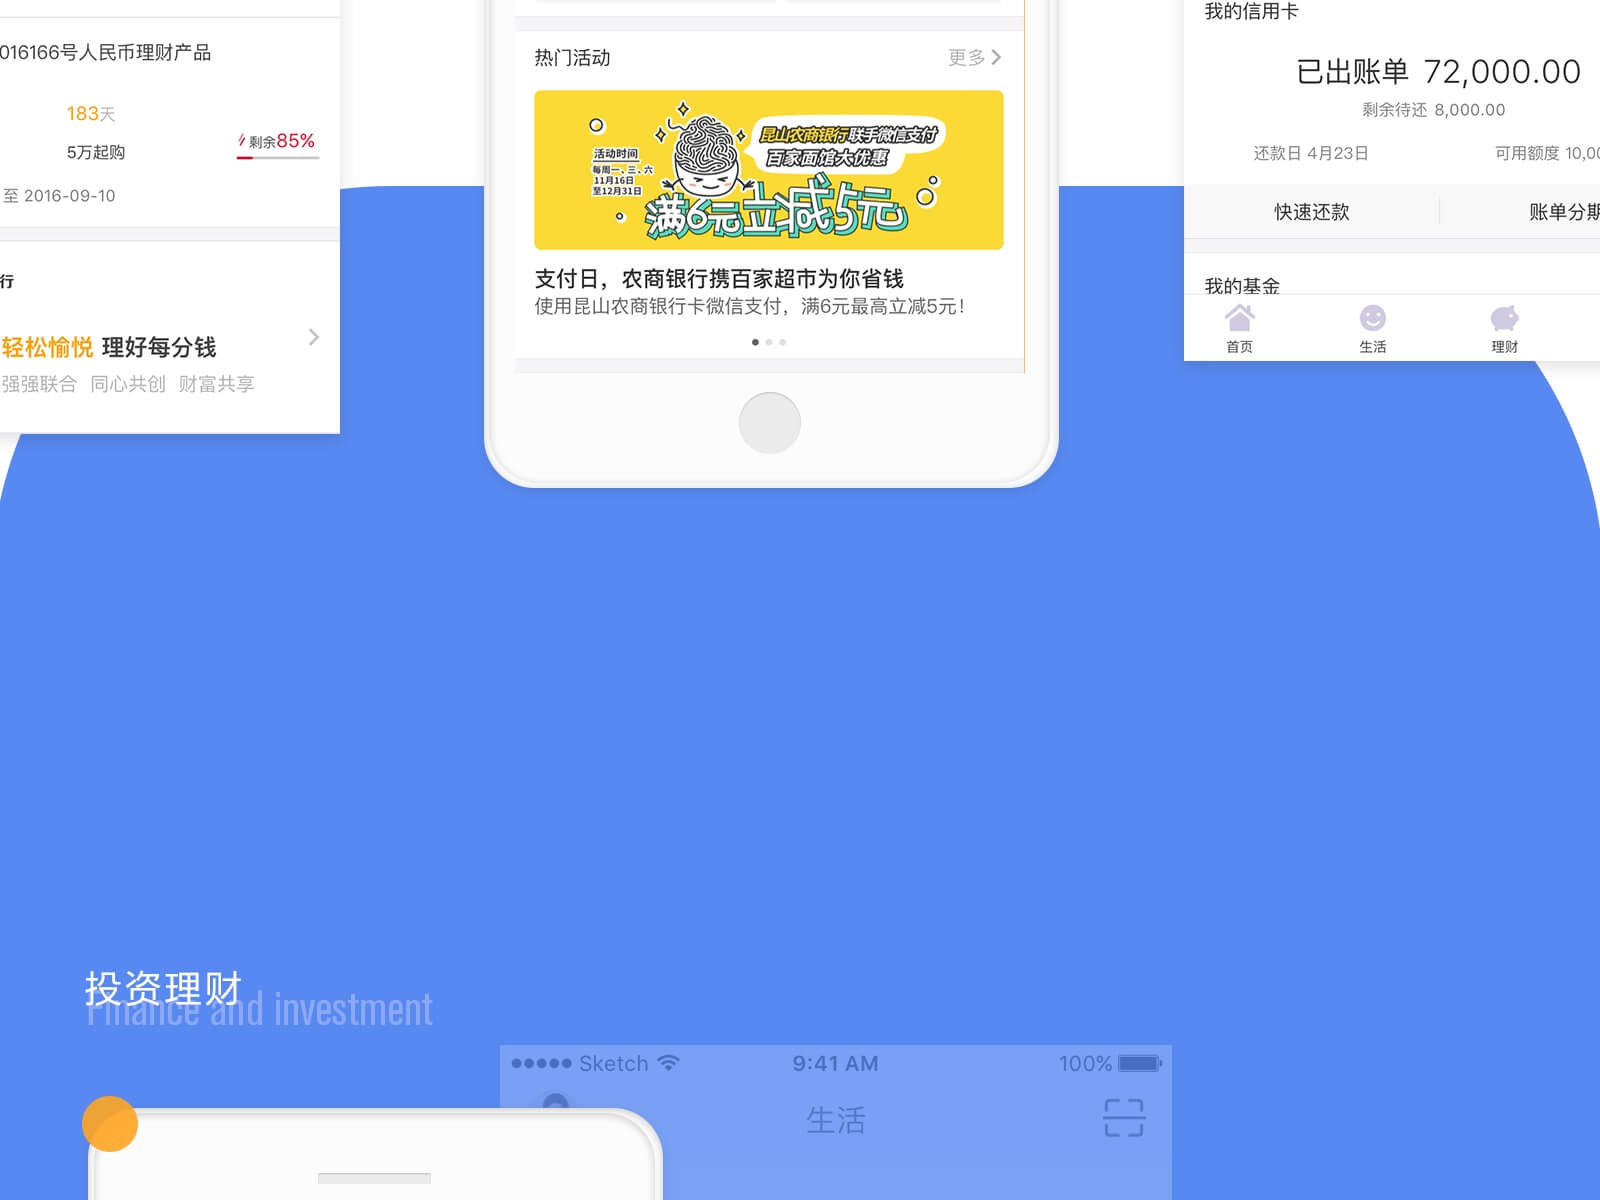 016166号人民币理财产品
183天
5万起购
剩余85%
至 2016-09-10
行
轻松愉悦 理好每分钱
强强联合 同心共创 财富共享
热门活动
更多
昆山农商银行联手微信支付
百家面馆大优惠
活动时间
每周一、三、六
11月16日
至12月31日
满6元立减5元
支付日，农商银行携百家超市为你省钱
使用昆山农商银行卡微信支付，满6元最高立减5元！
我的信用卡
已出账单 72,000.00
剩余待还 8,000.00
还款日 4月23日
可用额度 10,00
快速还款
账单分期
我的基金
首页
生活
理财
投资理财
Finance and investment
Sketch
9:41 AM
100%
生活